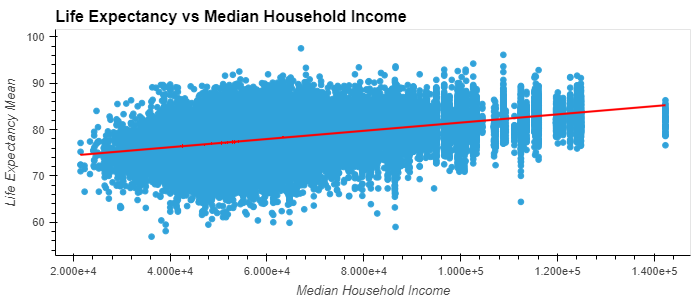 Life Expectancy vs Median Household Income
100
90
80
70
60
Life Expectancy Mean
2.000e+4 4.000e+4 6.000e+4 8.000e+4 1.000e+5 1.200e+5 1.400e+5
Median Household Income